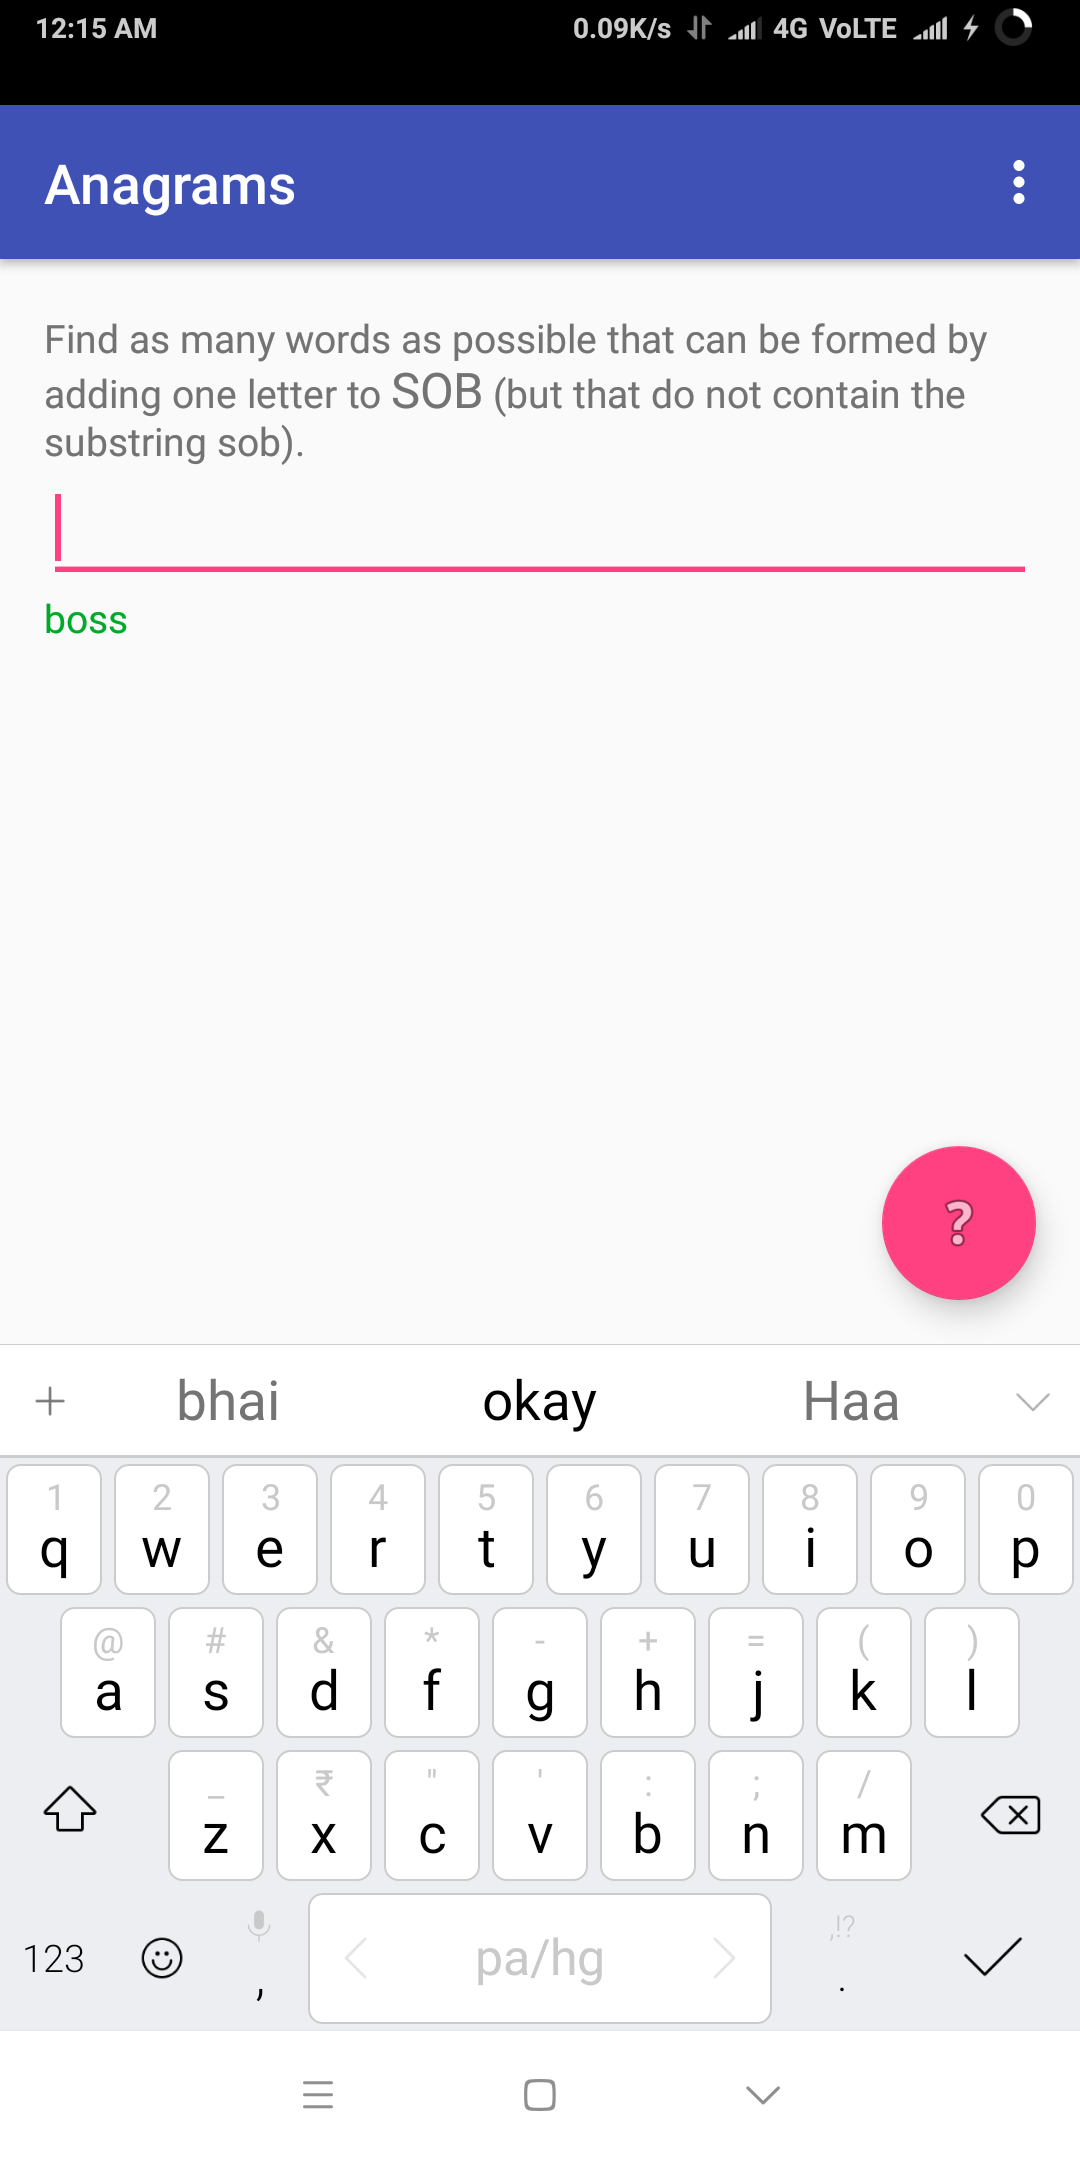 12:15 AM 0.09K/s 4G VoLTE
Anagrams
Find as many words as possible that can be formed by
adding one letter to SOB (but that do not contain the
substring sob).
boss
?
+ bhai okay Haa
1 2 3 4 5 6 7 8 9 0
q w e r t y u i o p
@ # & * - + = ( )
a s d f g h j k l
_ ₹ " ' : ; /
z x c v b n m
,!?
123 , pa/hg .